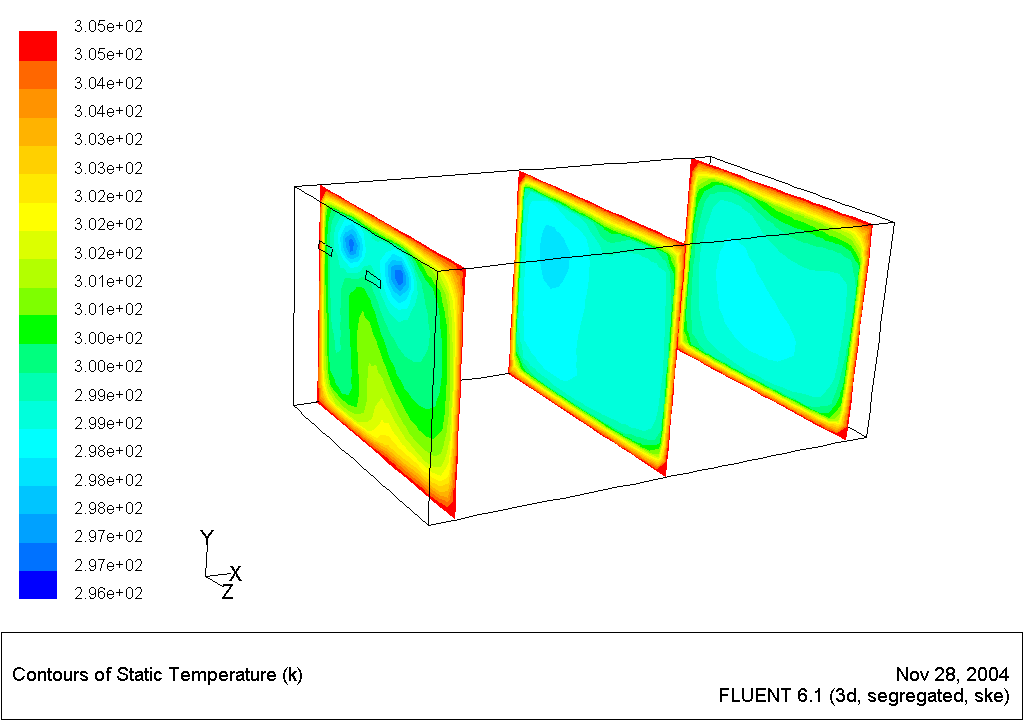 3.05e+02
3.05e+02
3.04e+02
3.04e+02
3.03e+02
3.03e+02
3.02e+02
3.02e+02
3.02e+02
3.01e+02
3.01e+02
3.00e+02
3.00e+02
2.99e+02
2.99e+02
2.98e+02
2.98e+02
2.98e+02
2.97e+02
2.97e+02
2.96e+02
Y
X
Z
Contours of Static Temperature (k)
Nov 28, 2004
FLUENT 6.1 (3d, segregated, ske)